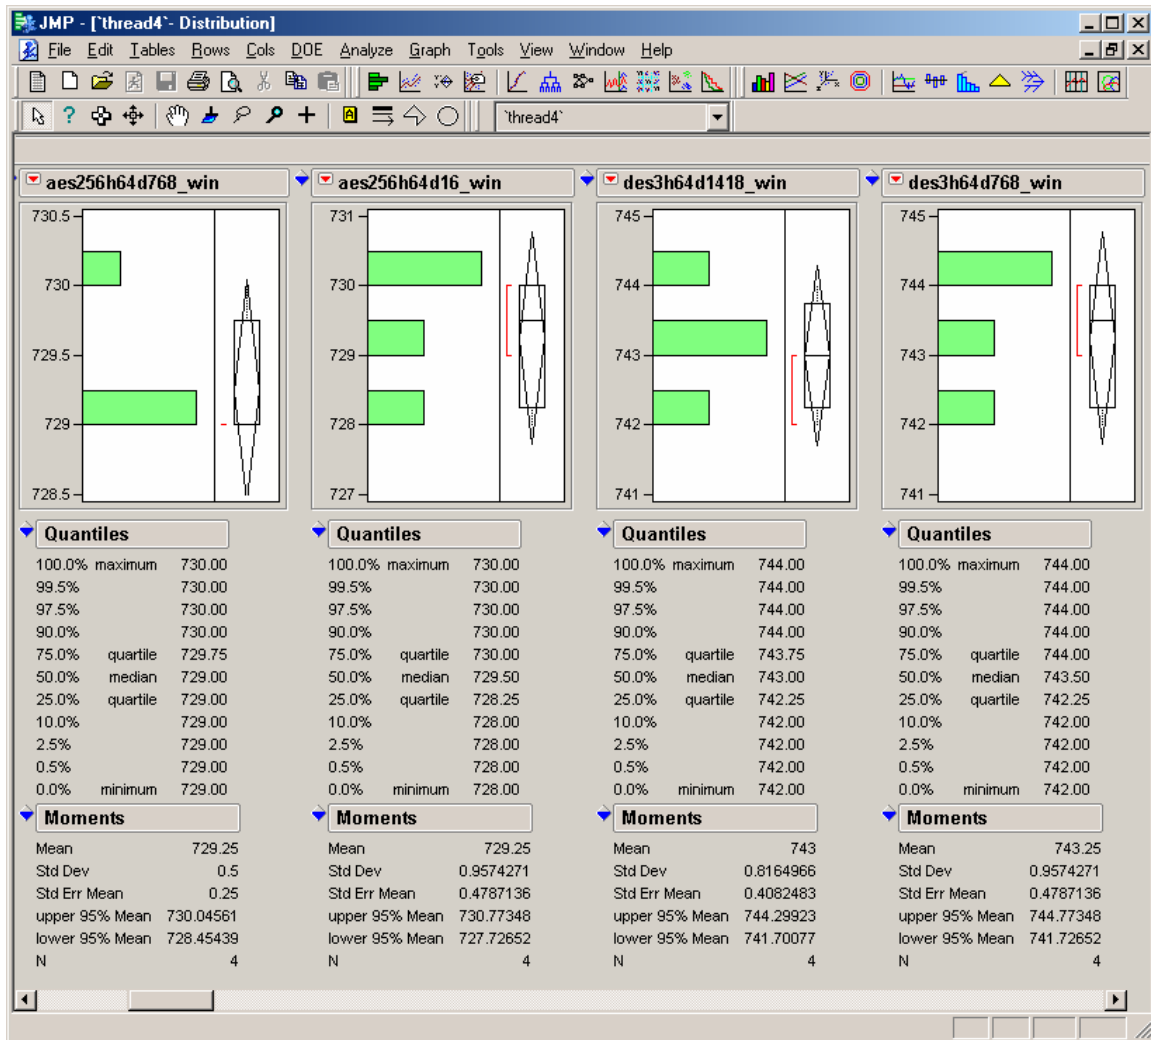 JMP - [`thread4`- Distribution]
File Edit Tables Rows Cols DOE Analyze Graph Tools View Window Help
`thread4`
aes256h64d768_win
730.5
730
729.5
729
728.5
Quantiles
100.0% maximum 730.00
99.5% 730.00
97.5% 730.00
90.0% 730.00
75.0% quartile 729.75
50.0% median 729.00
25.0% quartile 729.00
10.0% 729.00
2.5% 729.00
0.5% 729.00
0.0% minimum 729.00
Moments
Mean 729.25
Std Dev 0.5
Std Err Mean 0.25
upper 95% Mean 730.04561
lower 95% Mean 728.45439
N 4
aes256h64d16_win
731
730
729
728
727
Quantiles
100.0% maximum 730.00
99.5% 730.00
97.5% 730.00
90.0% 730.00
75.0% quartile 730.00
50.0% median 729.50
25.0% quartile 728.25
10.0% 728.00
2.5% 728.00
0.5% 728.00
0.0% minimum 728.00
Moments
Mean 729.25
Std Dev 0.9574271
Std Err Mean 0.4787136
upper 95% Mean 730.77348
lower 95% Mean 727.72652
N 4
des3h64d1418_win
745
744
743
742
741
Quantiles
100.0% maximum 744.00
99.5% 744.00
97.5% 744.00
90.0% 744.00
75.0% quartile 743.75
50.0% median 743.00
25.0% quartile 742.25
10.0% 742.00
2.5% 742.00
0.5% 742.00
0.0% minimum 742.00
Moments
Mean 743
Std Dev 0.8164966
Std Err Mean 0.4082483
upper 95% Mean 744.29923
lower 95% Mean 741.70077
N 4
des3h64d768_win
745
744
743
742
741
Quantiles
100.0% maximum 744.00
99.5% 744.00
97.5% 744.00
90.0% 744.00
75.0% quartile 744.00
50.0% median 743.50
25.0% quartile 742.25
10.0% 742.00
2.5% 742.00
0.5% 742.00
0.0% minimum 742.00
Moments
Mean 743.25
Std Dev 0.9574271
Std Err Mean 0.4787136
upper 95% Mean 744.77348
lower 95% Mean 741.72652
N 4